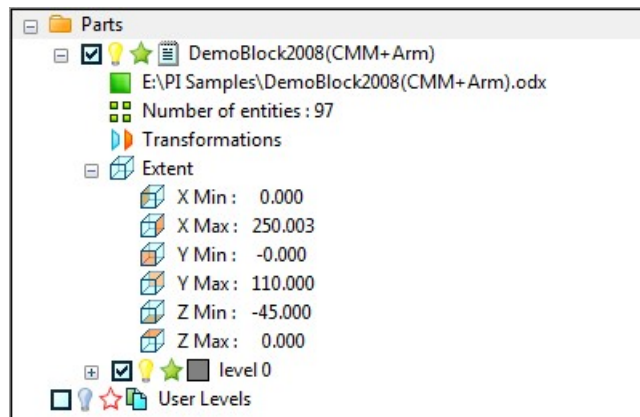 Parts
DemoBlock2008(CMM+Arm)
E:\PI Samples\DemoBlock2008(CMM+Arm).odx
Number of entities : 97
Transformations
Extent
X Min : 0.000
X Max : 250.003
Y Min : -0.000
Y Max : 110.000
Z Min : -45.000
Z Max : 0.000
level 0
User Levels